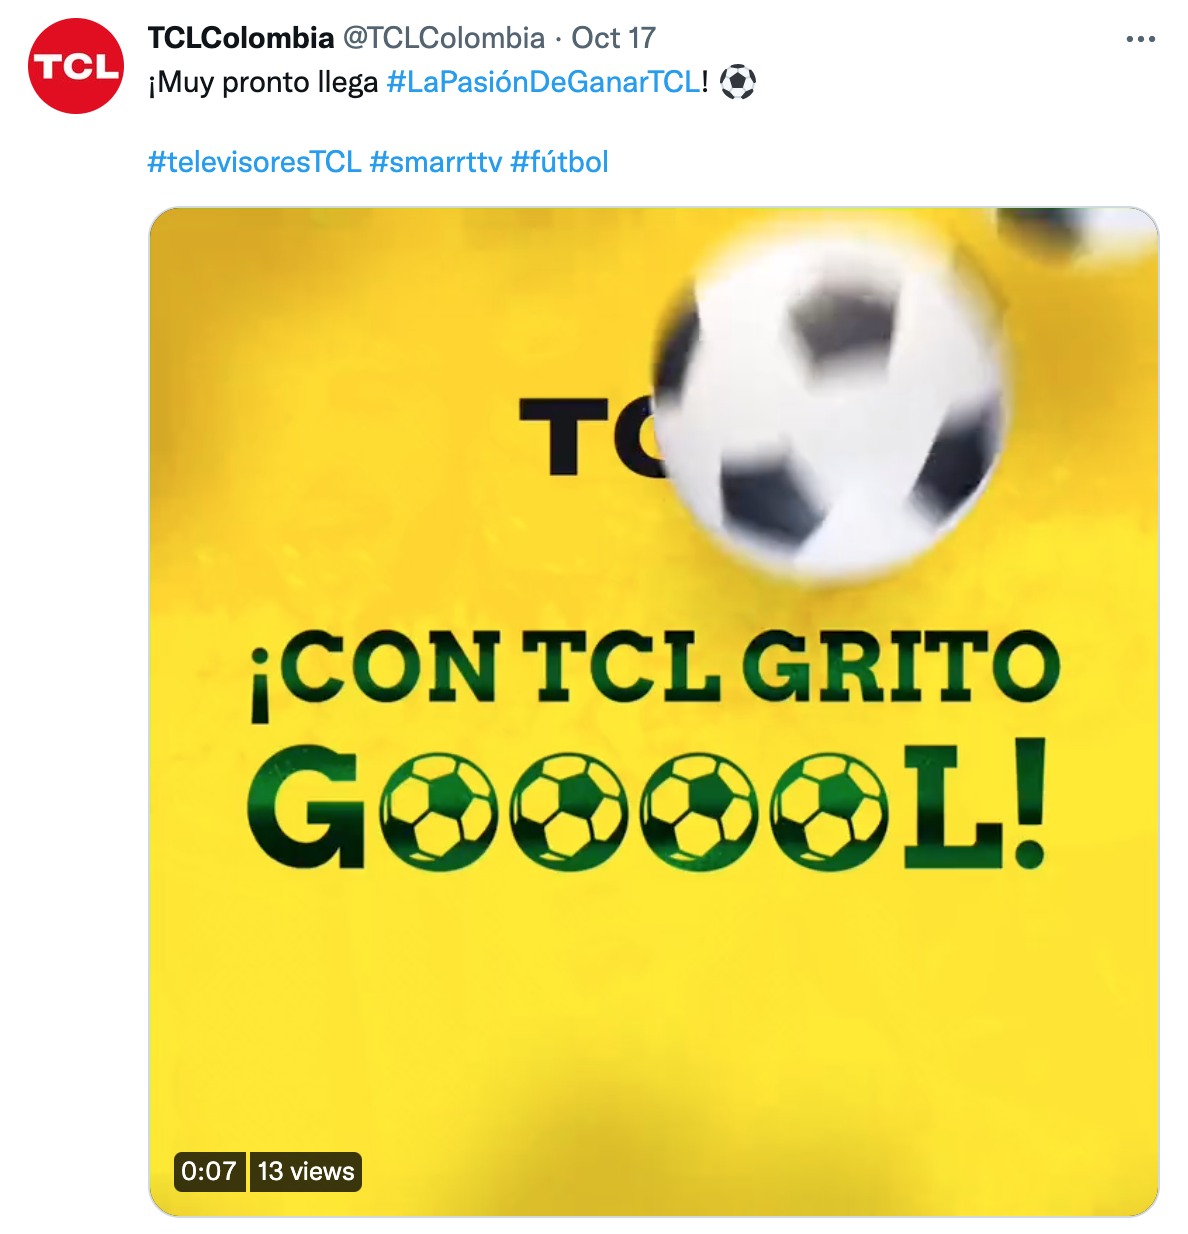 TCL
TCLColombia @TCLColombia · Oct 17
¡Muy pronto llega #LaPasiónDeGanarTCL! ⚽
#televisoresTCL #smarrttv #fútbol
TC
¡CON TCL GRITO
GOOOOL!
0:07 13 views